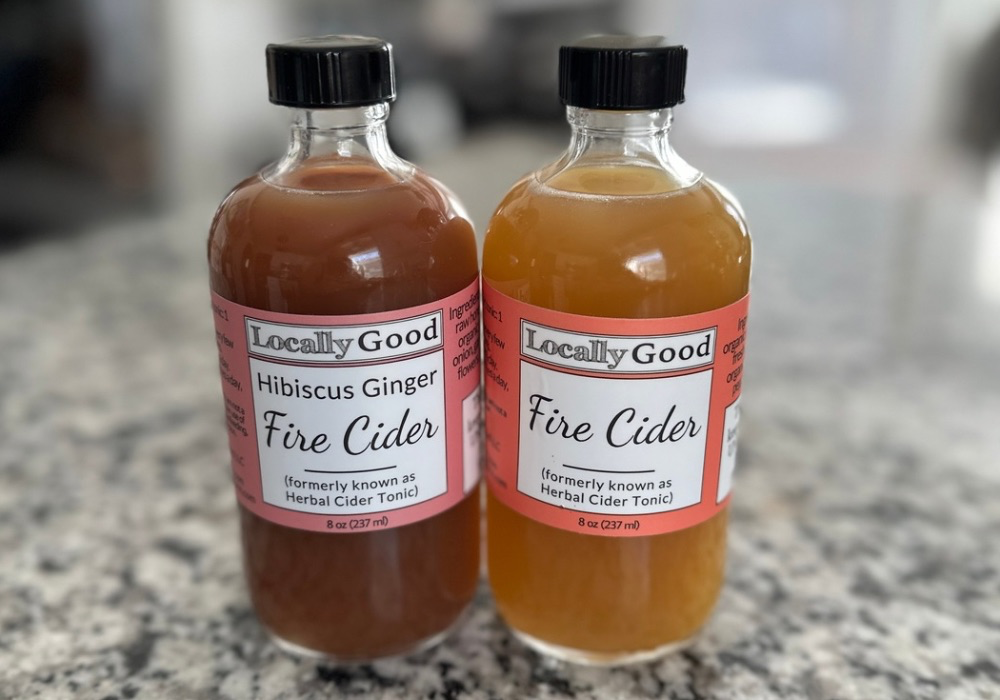 Locally Good
Hibiscus Ginger
Fire Cider
(formerly known as
Herbal Cider Tonic)
8 oz (237 ml)
onion,
Locally Good
Fire Cider
(formerly known as
Herbal Cider Tonic)
8 oz (237 ml)